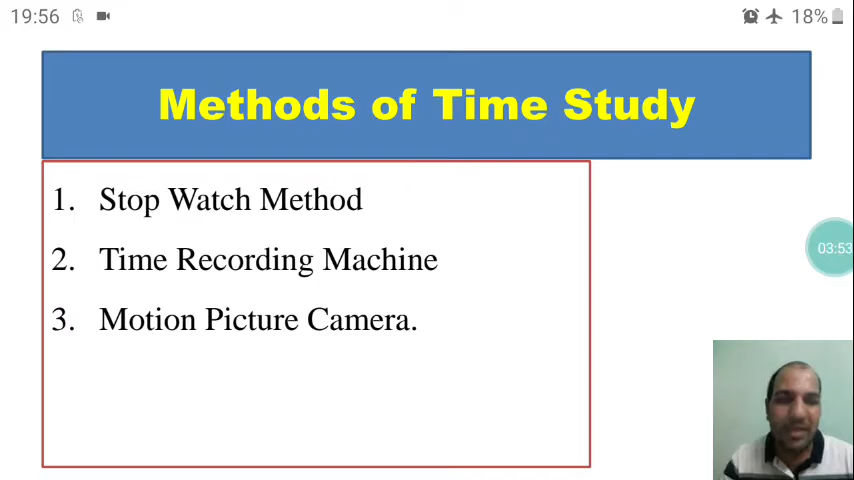 19:56
18%
Methods of Time Study
1. Stop Watch Method
2. Time Recording Machine
3. Motion Picture Camera.
03:53